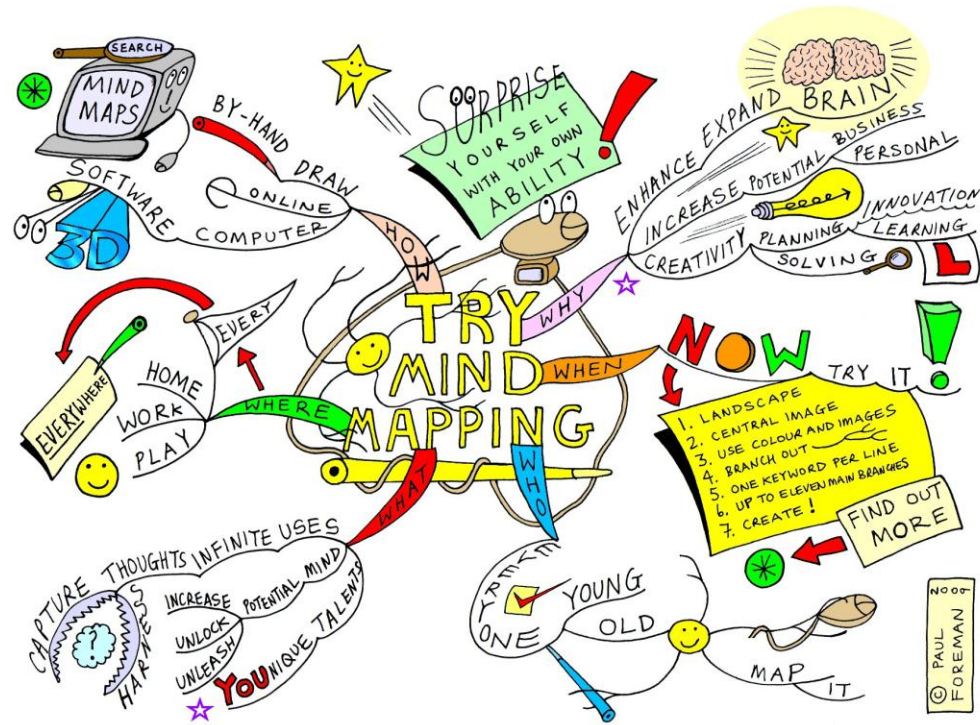 TRY
MIND
MAPPING
HOW
BY-HAND DRAW
ONLINE
COMPUTER
SOFTWARE
3D
SEARCH
MIND
MAPS
SURPRISE
YOURSELF
WITH YOUR OWN
ABILITY !
WHY
ENHANCE EXPAND BRAIN
INCREASE POTENTIAL BUSINESS
PERSONAL
CREATIVITY PLANNING INNOVATION
LEARNING
SOLVING
L
WHEN
NOW
TRY IT !
1. LANDSCAPE
2. CENTRAL IMAGE
3. USE COLOUR AND IMAGES
4. BRANCH OUT
5. ONE KEYWORD PER LINE
6. UP TO ELEVEN MAIN BRANCHES
7. CREATE !
FIND OUT
MORE
WHO
EVERY ONE
YOUNG
OLD
MAP
IT
WHAT
INFINITE USES
CAPTURE THOUGHTS
HARNESS
?
MIND
POTENTIAL
INCREASE
UNLOCK
UNLEASH
YOUNIQUE TALENTS
WHERE
EVERY
EVERYWHERE
HOME
WORK
PLAY
© PAUL
FOREMAN
2009